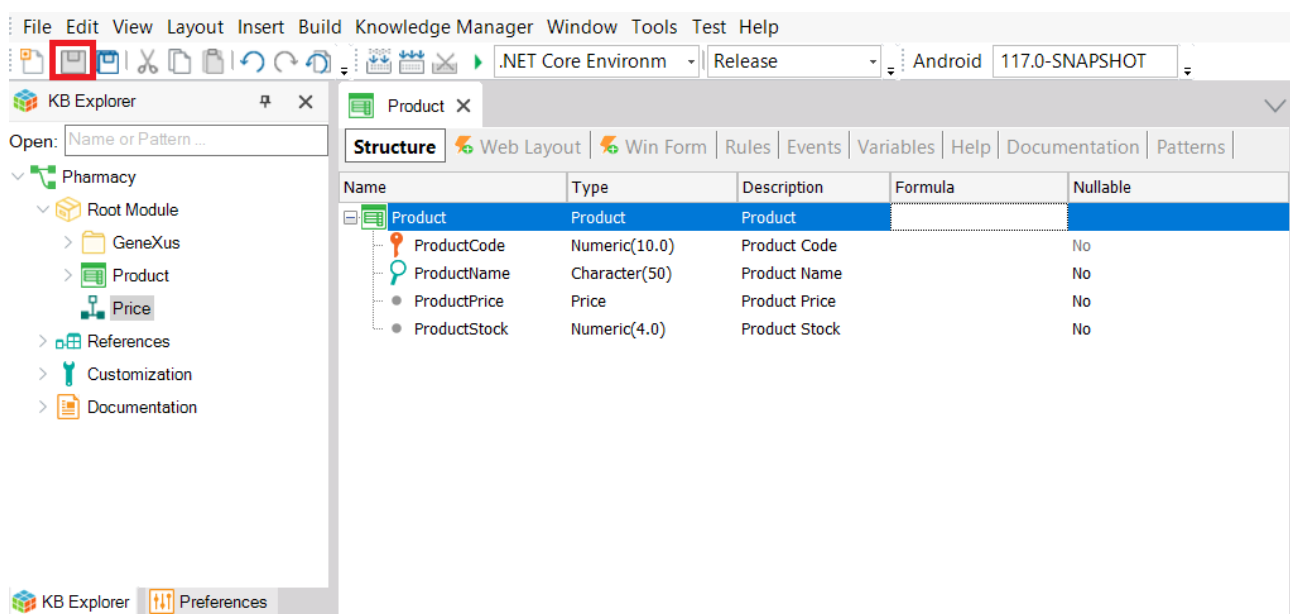 File Edit View Layout Insert Build Knowledge Manager Window Tools Test Help
.NET Core Environm Release Android 117.0-SNAPSHOT
KB Explorer
Product
Open: Name or Pattern ...
Structure Web Layout Win Form Rules Events Variables Help Documentation Patterns
Pharmacy
Root Module
GeneXus
Product
Price
References
Customization
Documentation
Name Type Description Formula Nullable
Product Product Product
ProductCode Numeric(10.0) Product Code No
ProductName Character(50) Product Name No
ProductPrice Price Product Price No
ProductStock Numeric(4.0) Product Stock No
KB Explorer Preferences